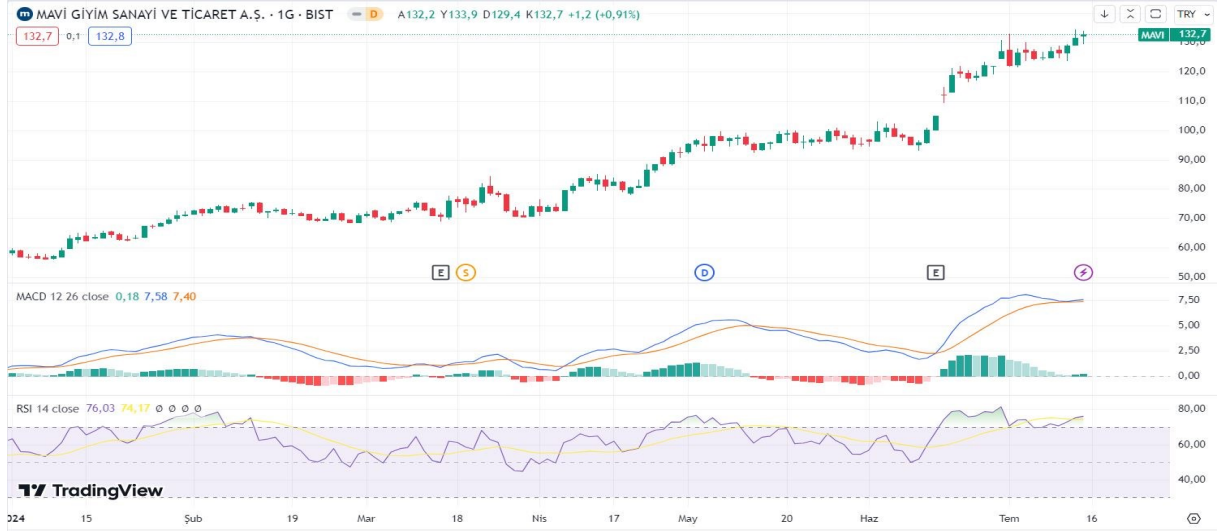 m MAVİ GİYİM SANAYİ VE TİCARET A.Ş. · 1G · BIST D A132,2 Y133,9 D129,4 K132,7 +1,2 (+0,91%) TRY
132,7 0,1 132,8
MAVI 132,7
130,0
120,0
110,0
100,0
90,00
80,00
70,00
60,00
50,00
E S D E
MACD 12 26 close 0,18 7,58 7,40
7,50
5,00
2,50
0,00
RSI 14 close 76,03 74,17 Ø Ø Ø Ø
80,00
60,00
40,00
TradingView
2024 15 Şub 19 Mar 18 Nis 17 May 20 Haz Tem 16